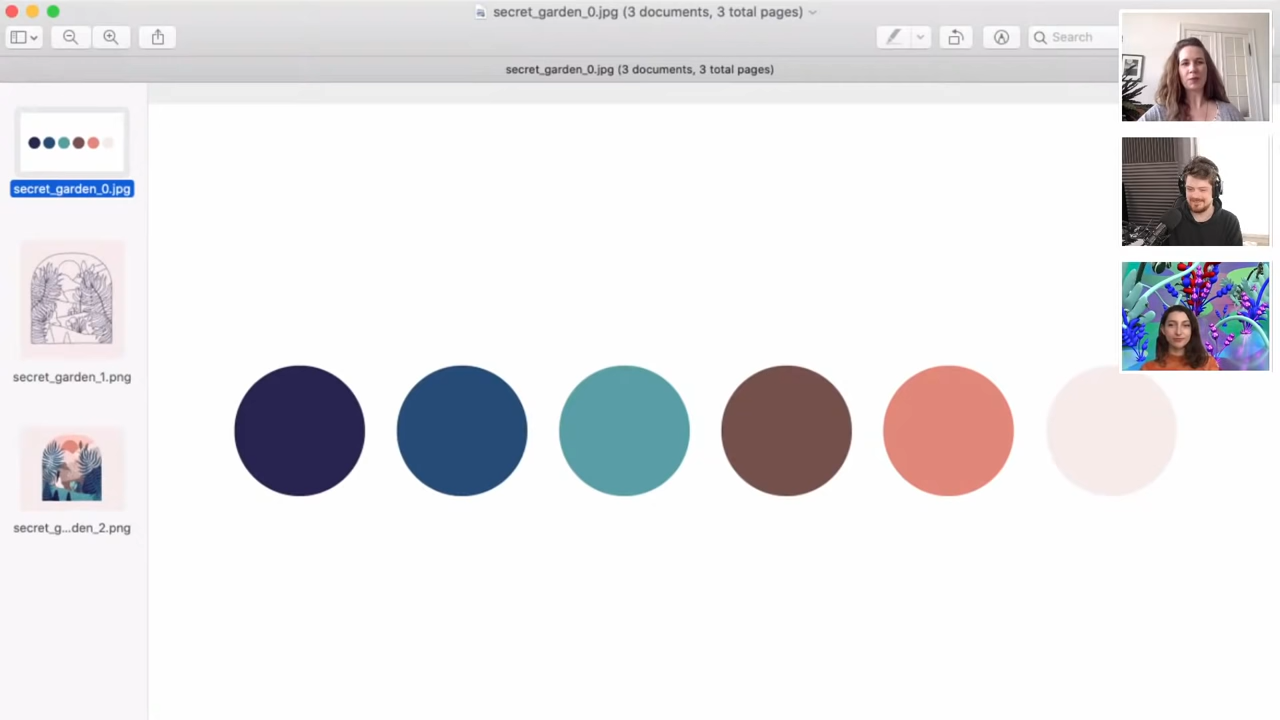 secret_garden_0.jpg (3 documents, 3 total pages)
Search
secret_garden_0.jpg (3 documents, 3 total pages)
secret_garden_0.jpg
secret_garden_1.png
secret_g...den_2.png